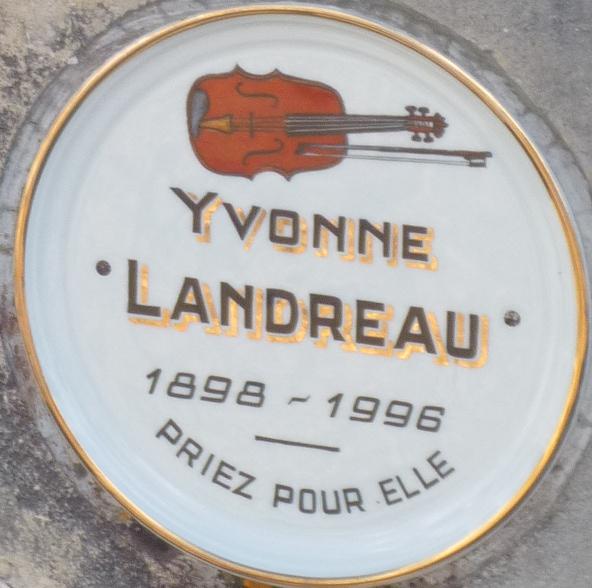 YVONNE
LANDREAU
1898 ~ 1996
PRIEZ POUR ELLE